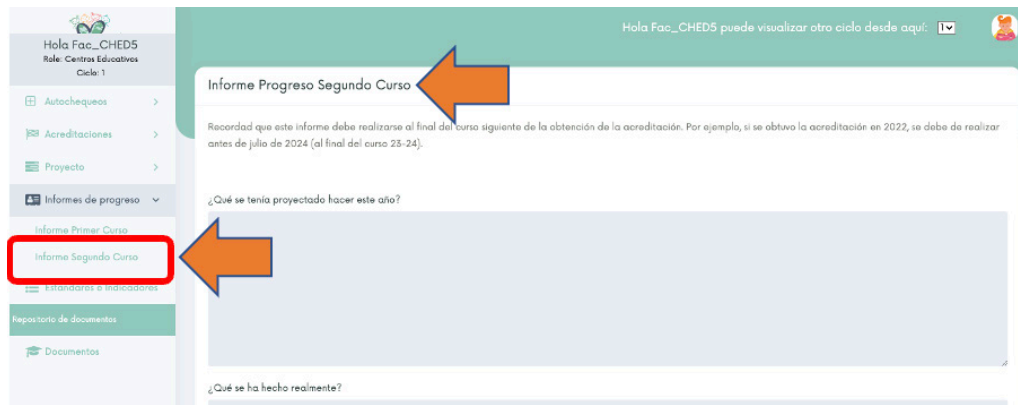 Hola Fac_CHED5
Role: Centros Educativos
Ciclo: 1
Autochequeos
Acreditaciones
Proyecto
Informes de progreso
Informe Primer Curso
Informe Segundo Curso
Estándares e Indicadores
Repositorio de documentos
Documentos
Hola Fac_CHED5 puede visualizar otro ciclo desde aquí: 1
Informe Progreso Segundo Curso
Recordad que este informe debe realizarse al final del curso siguiente de la obtención de la acreditación. Por ejemplo, si se obtuvo la acreditación en 2022, se debe de realizar
antes de julio de 2024 (al final del curso 23-24).
¿Qué se tenía proyectado hacer este año?
¿Qué se ha hecho realmente?